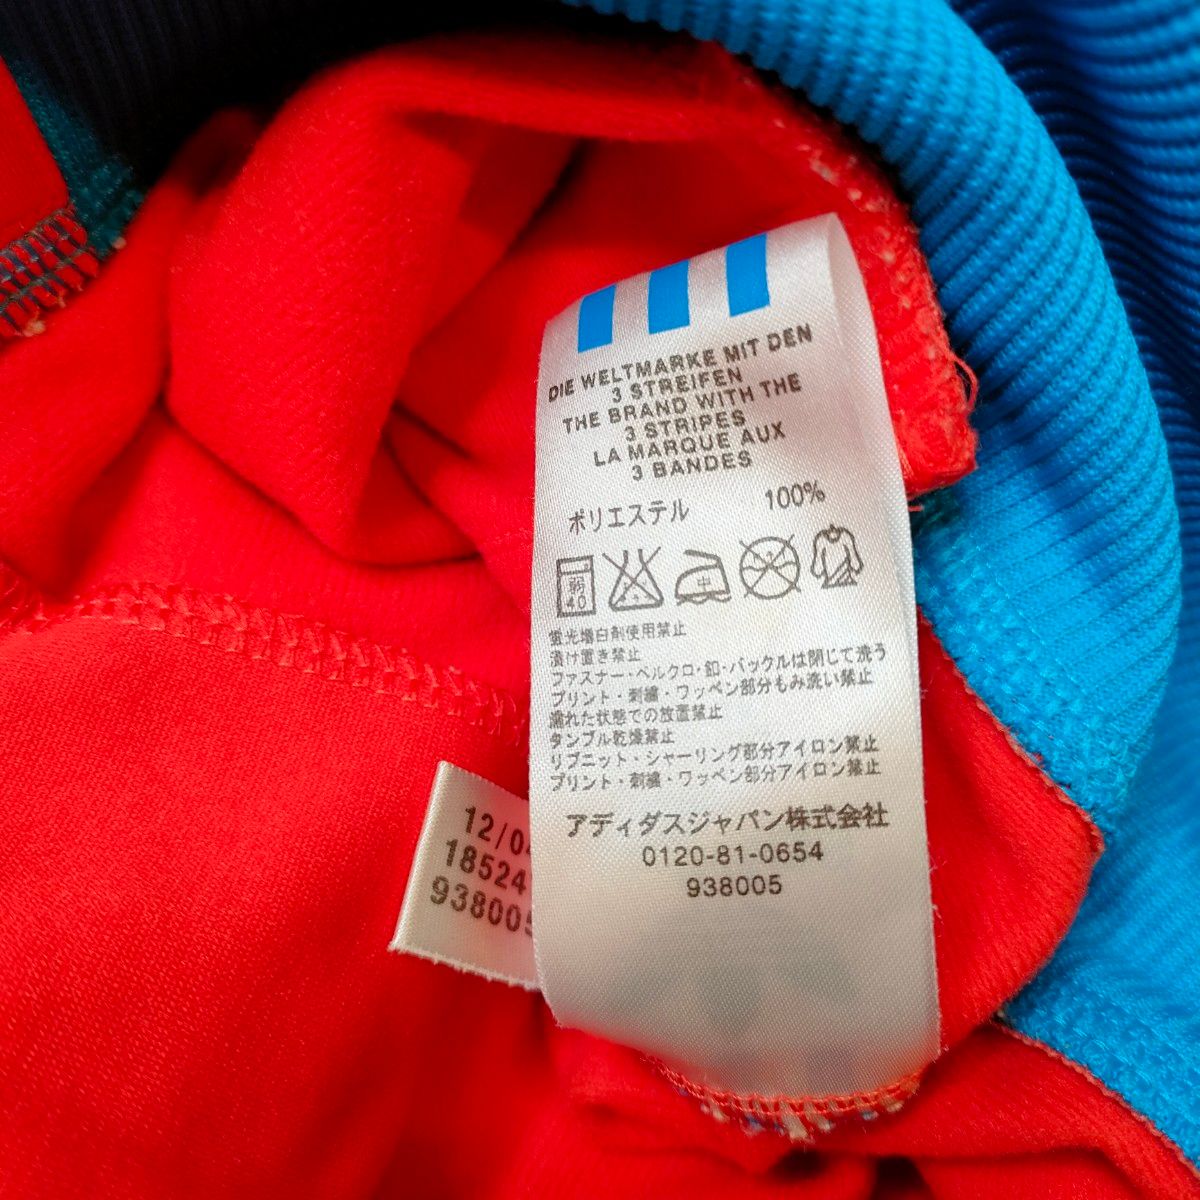 DIE WELTMARKE MIT DEN
3 STREIFEN
THE BRAND WITH THE
3 STRIPES
LA MARQUE AUX
3 BANDES
ポリエステル 100%
弱
40
中
蛍光増白剤使用禁止
漬け置き禁止
ファスナー・ベルクロ・釦・バックルは閉じて洗う
プリント・刺繍・ワッペン部分もみ洗い禁止
濡れた状態での放置禁止
タンブル乾燥禁止
リブニット・シャーリング部分アイロン禁止
プリント・刺繍・ワッペン部分アイロン禁止
アディダスジャパン株式会社
0120-81-0654
938005
12/04
18524
938005